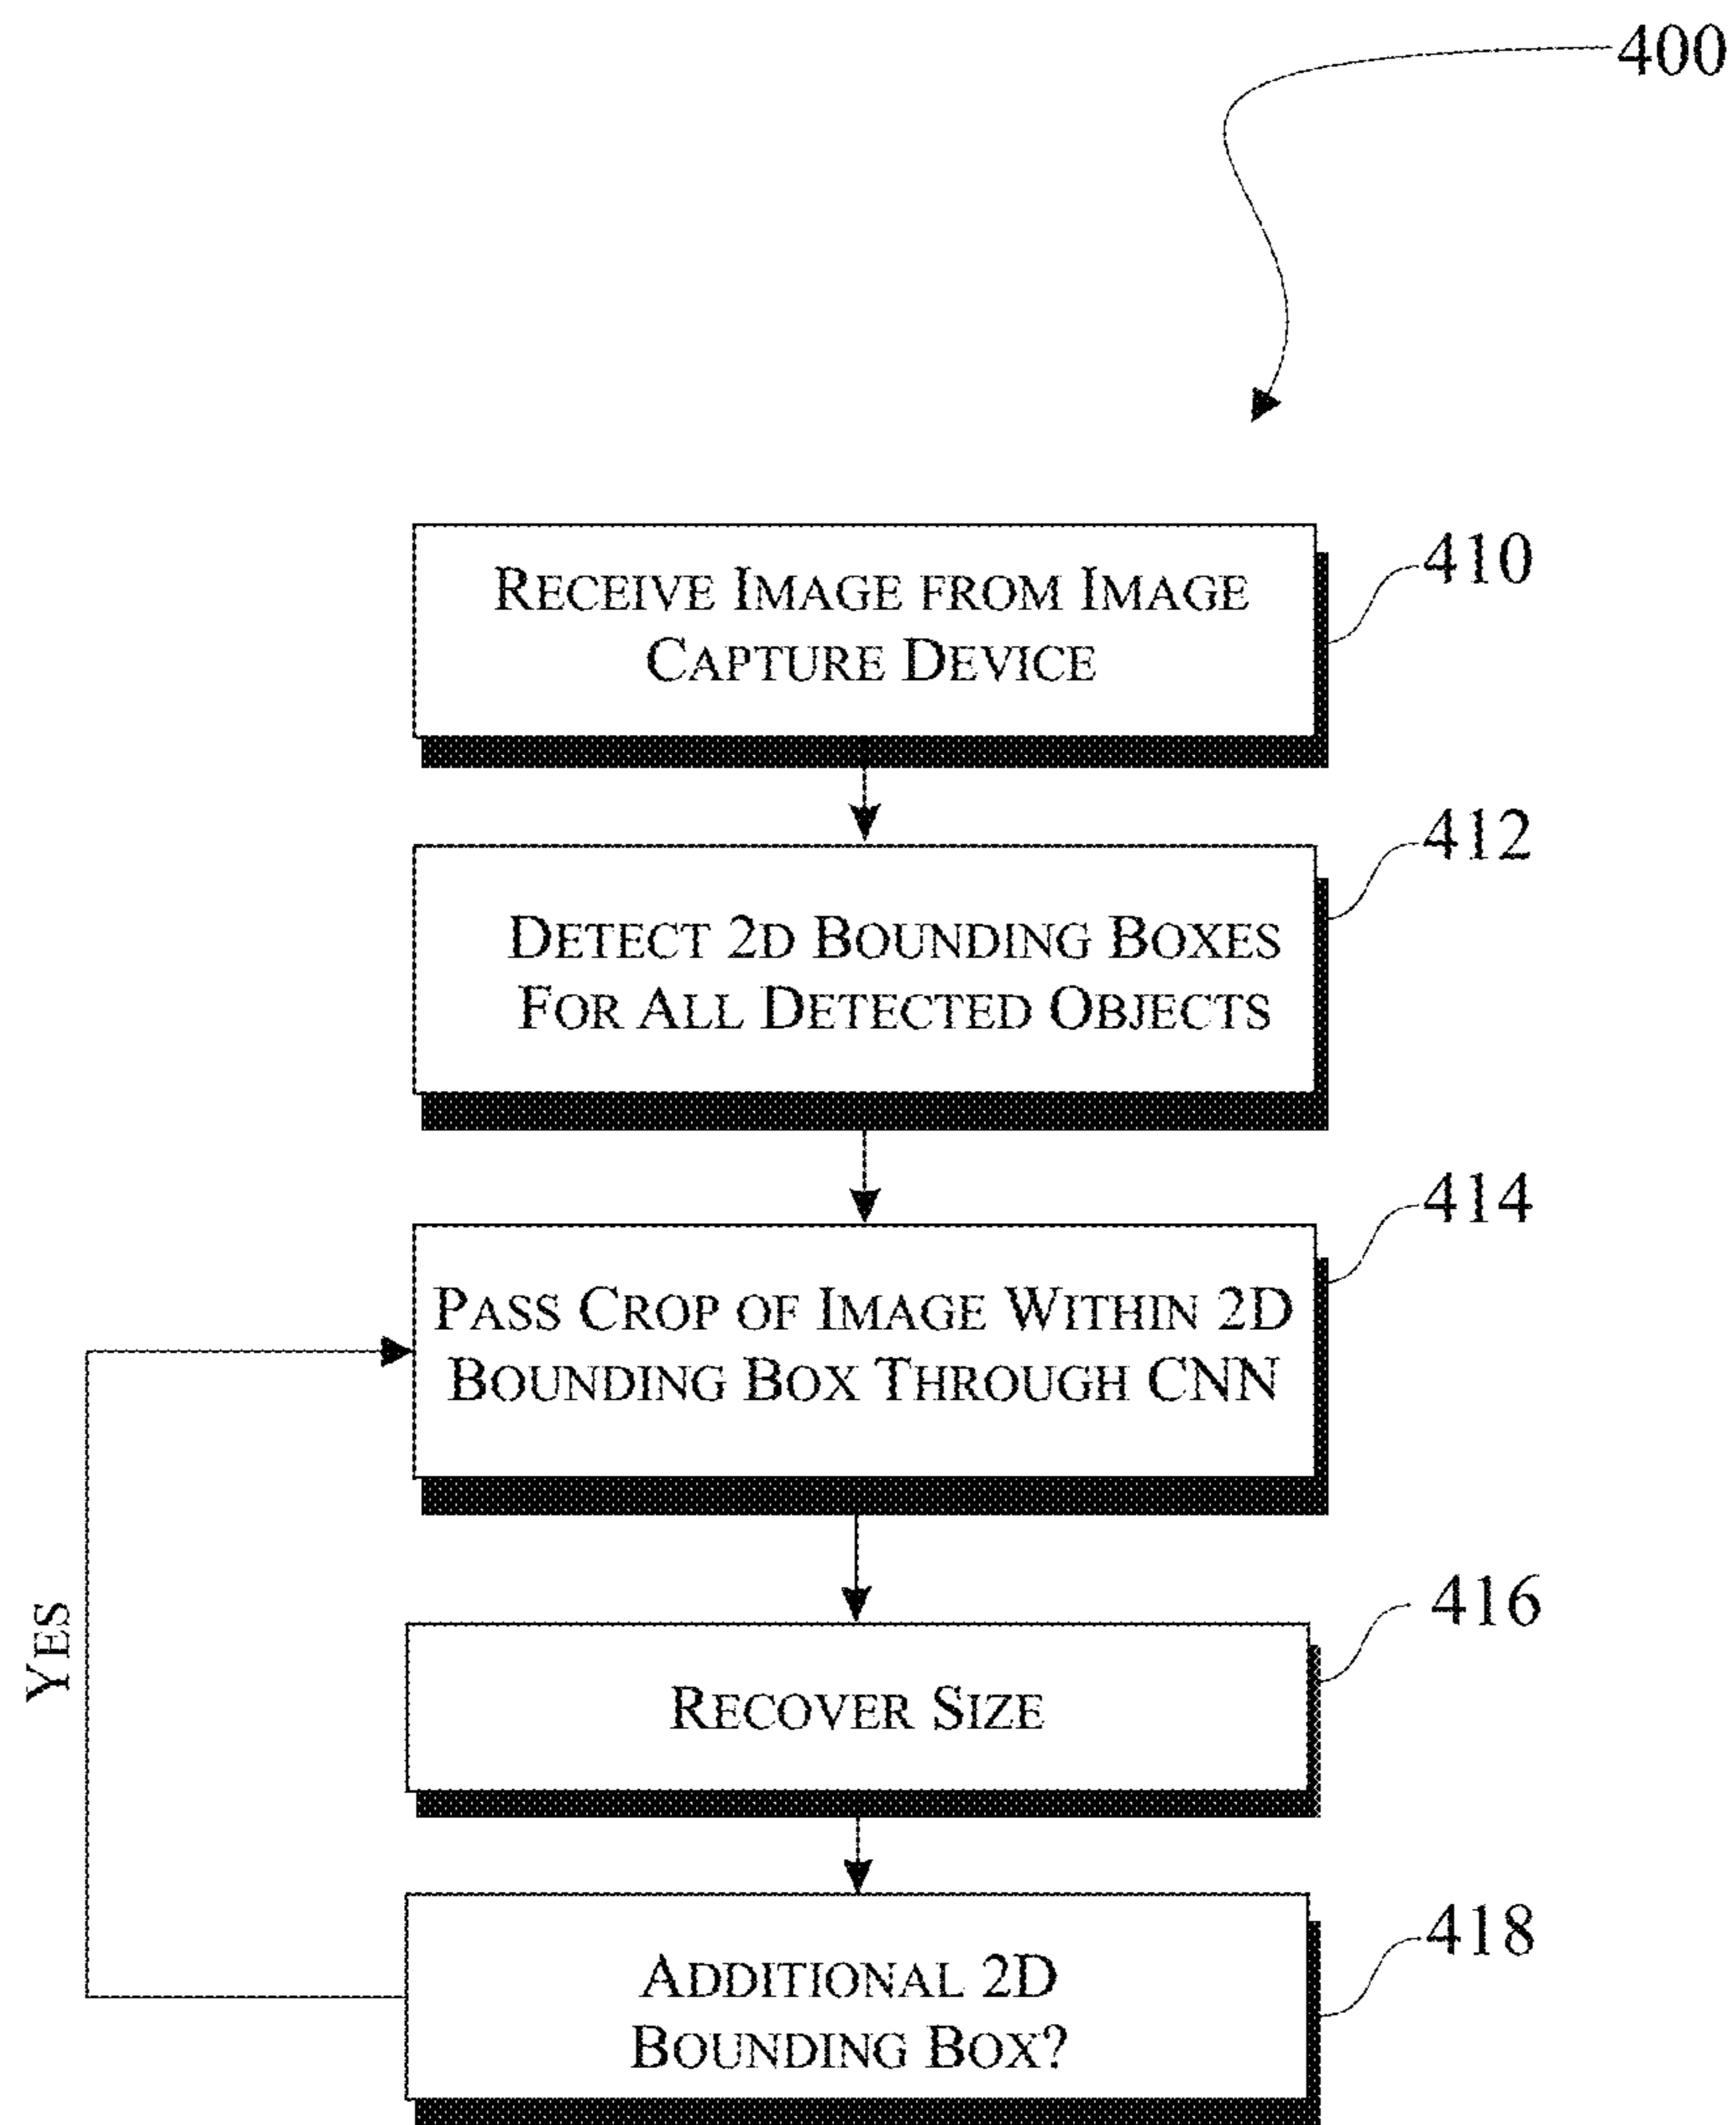 400
RECEIVE IMAGE FROM IMAGE
CAPTURE DEVICE
410
DETECT 2D BOUNDING BOXES
FOR ALL DETECTED OBJECTS
412
PASS CROP OF IMAGE WITHIN 2D
BOUNDING BOX THROUGH CNN
414
RECOVER SIZE
416
YES
ADDITIONAL 2D
BOUNDING BOX?
418